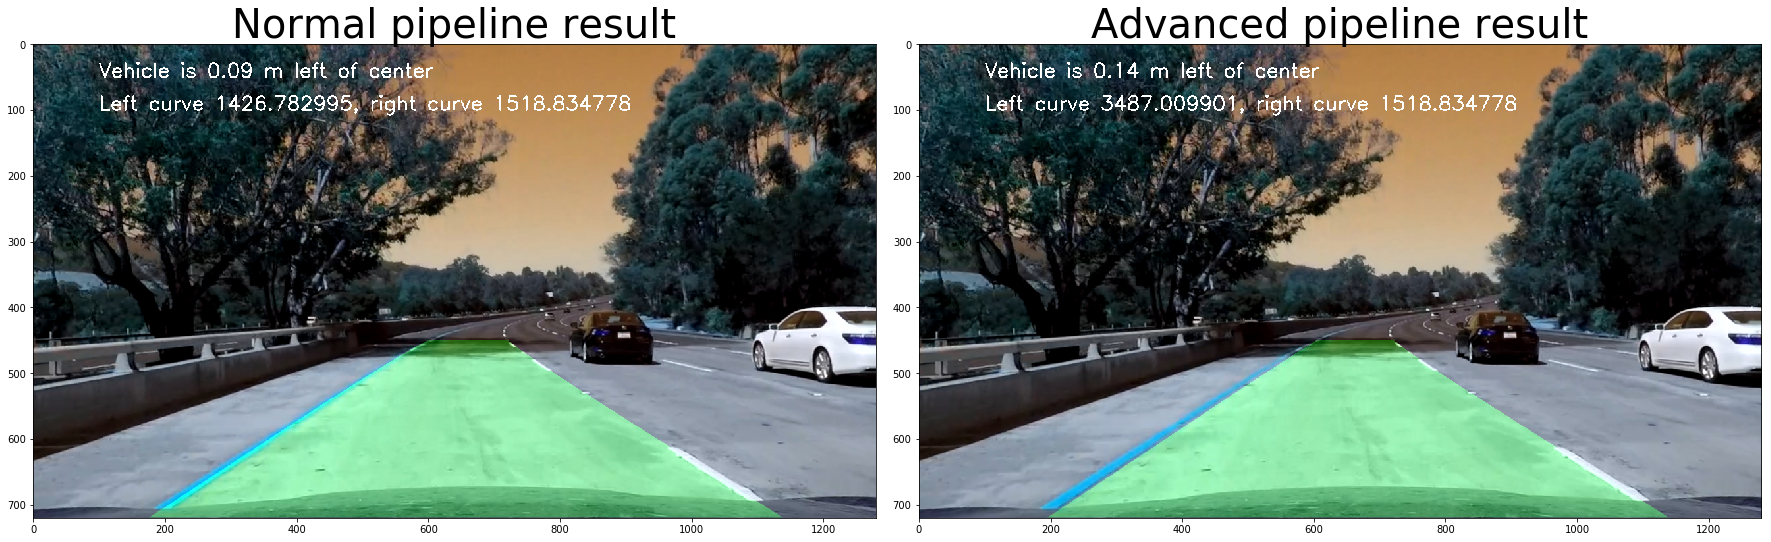 Normal pipeline result
Vehicle is 0.09 m left of center
Left curve 1426.782995, right curve 1518.834778
0
100
200
300
400
500
600
700
0 200 400 600 800 1000 1200
Advanced pipeline result
Vehicle is 0.14 m left of center
Left curve 3487.009901, right curve 1518.834778
0
100
200
300
400
500
600
700
0 200 400 600 800 1000 1200